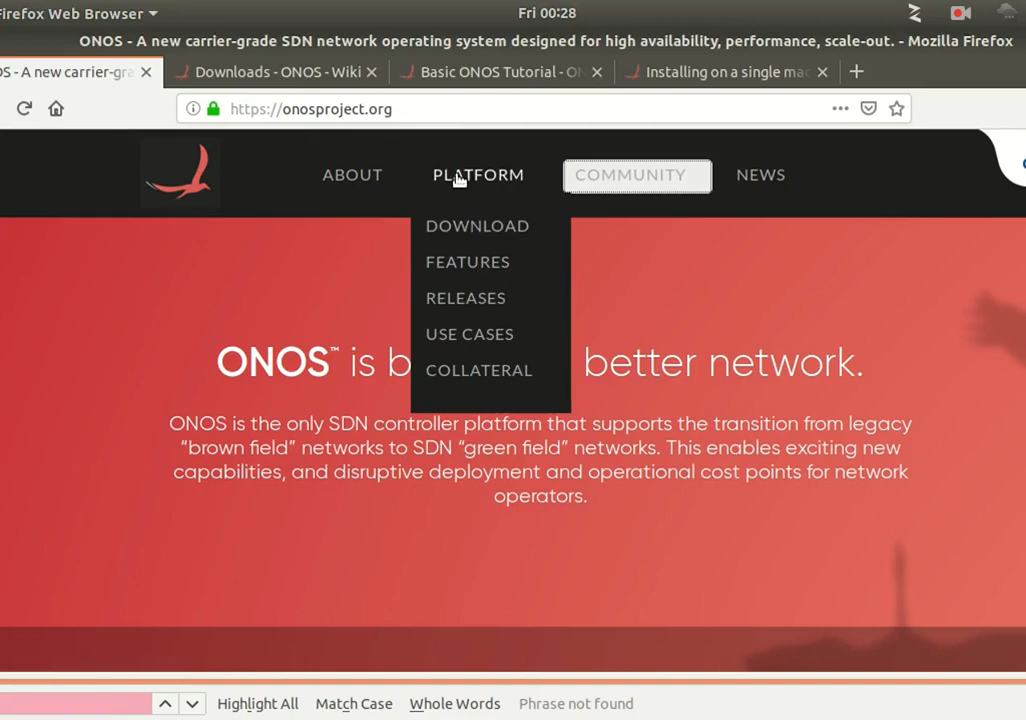 Firefox Web Browser
Fri 00:28
ONOS - A new carrier-grade SDN network operating system designed for high availability, performance, scale-out. - Mozilla Firefox
OS - A new carrier-gra
Downloads - ONOS - Wiki
Basic ONOS Tutorial - ON
Installing on a single mac
https://onosproject.org
ABOUT
PLATFORM
COMMUNITY
NEWS
DOWNLOAD
FEATURES
RELEASES
USE CASES
COLLATERAL
ONOS™ is b better network.
ONOS is the only SDN controller platform that supports the transition from legacy
“brown field” networks to SDN “green field” networks. This enables exciting new
capabilities, and disruptive deployment and operational cost points for network
operators.
Highlight All
Match Case
Whole Words
Phrase not found